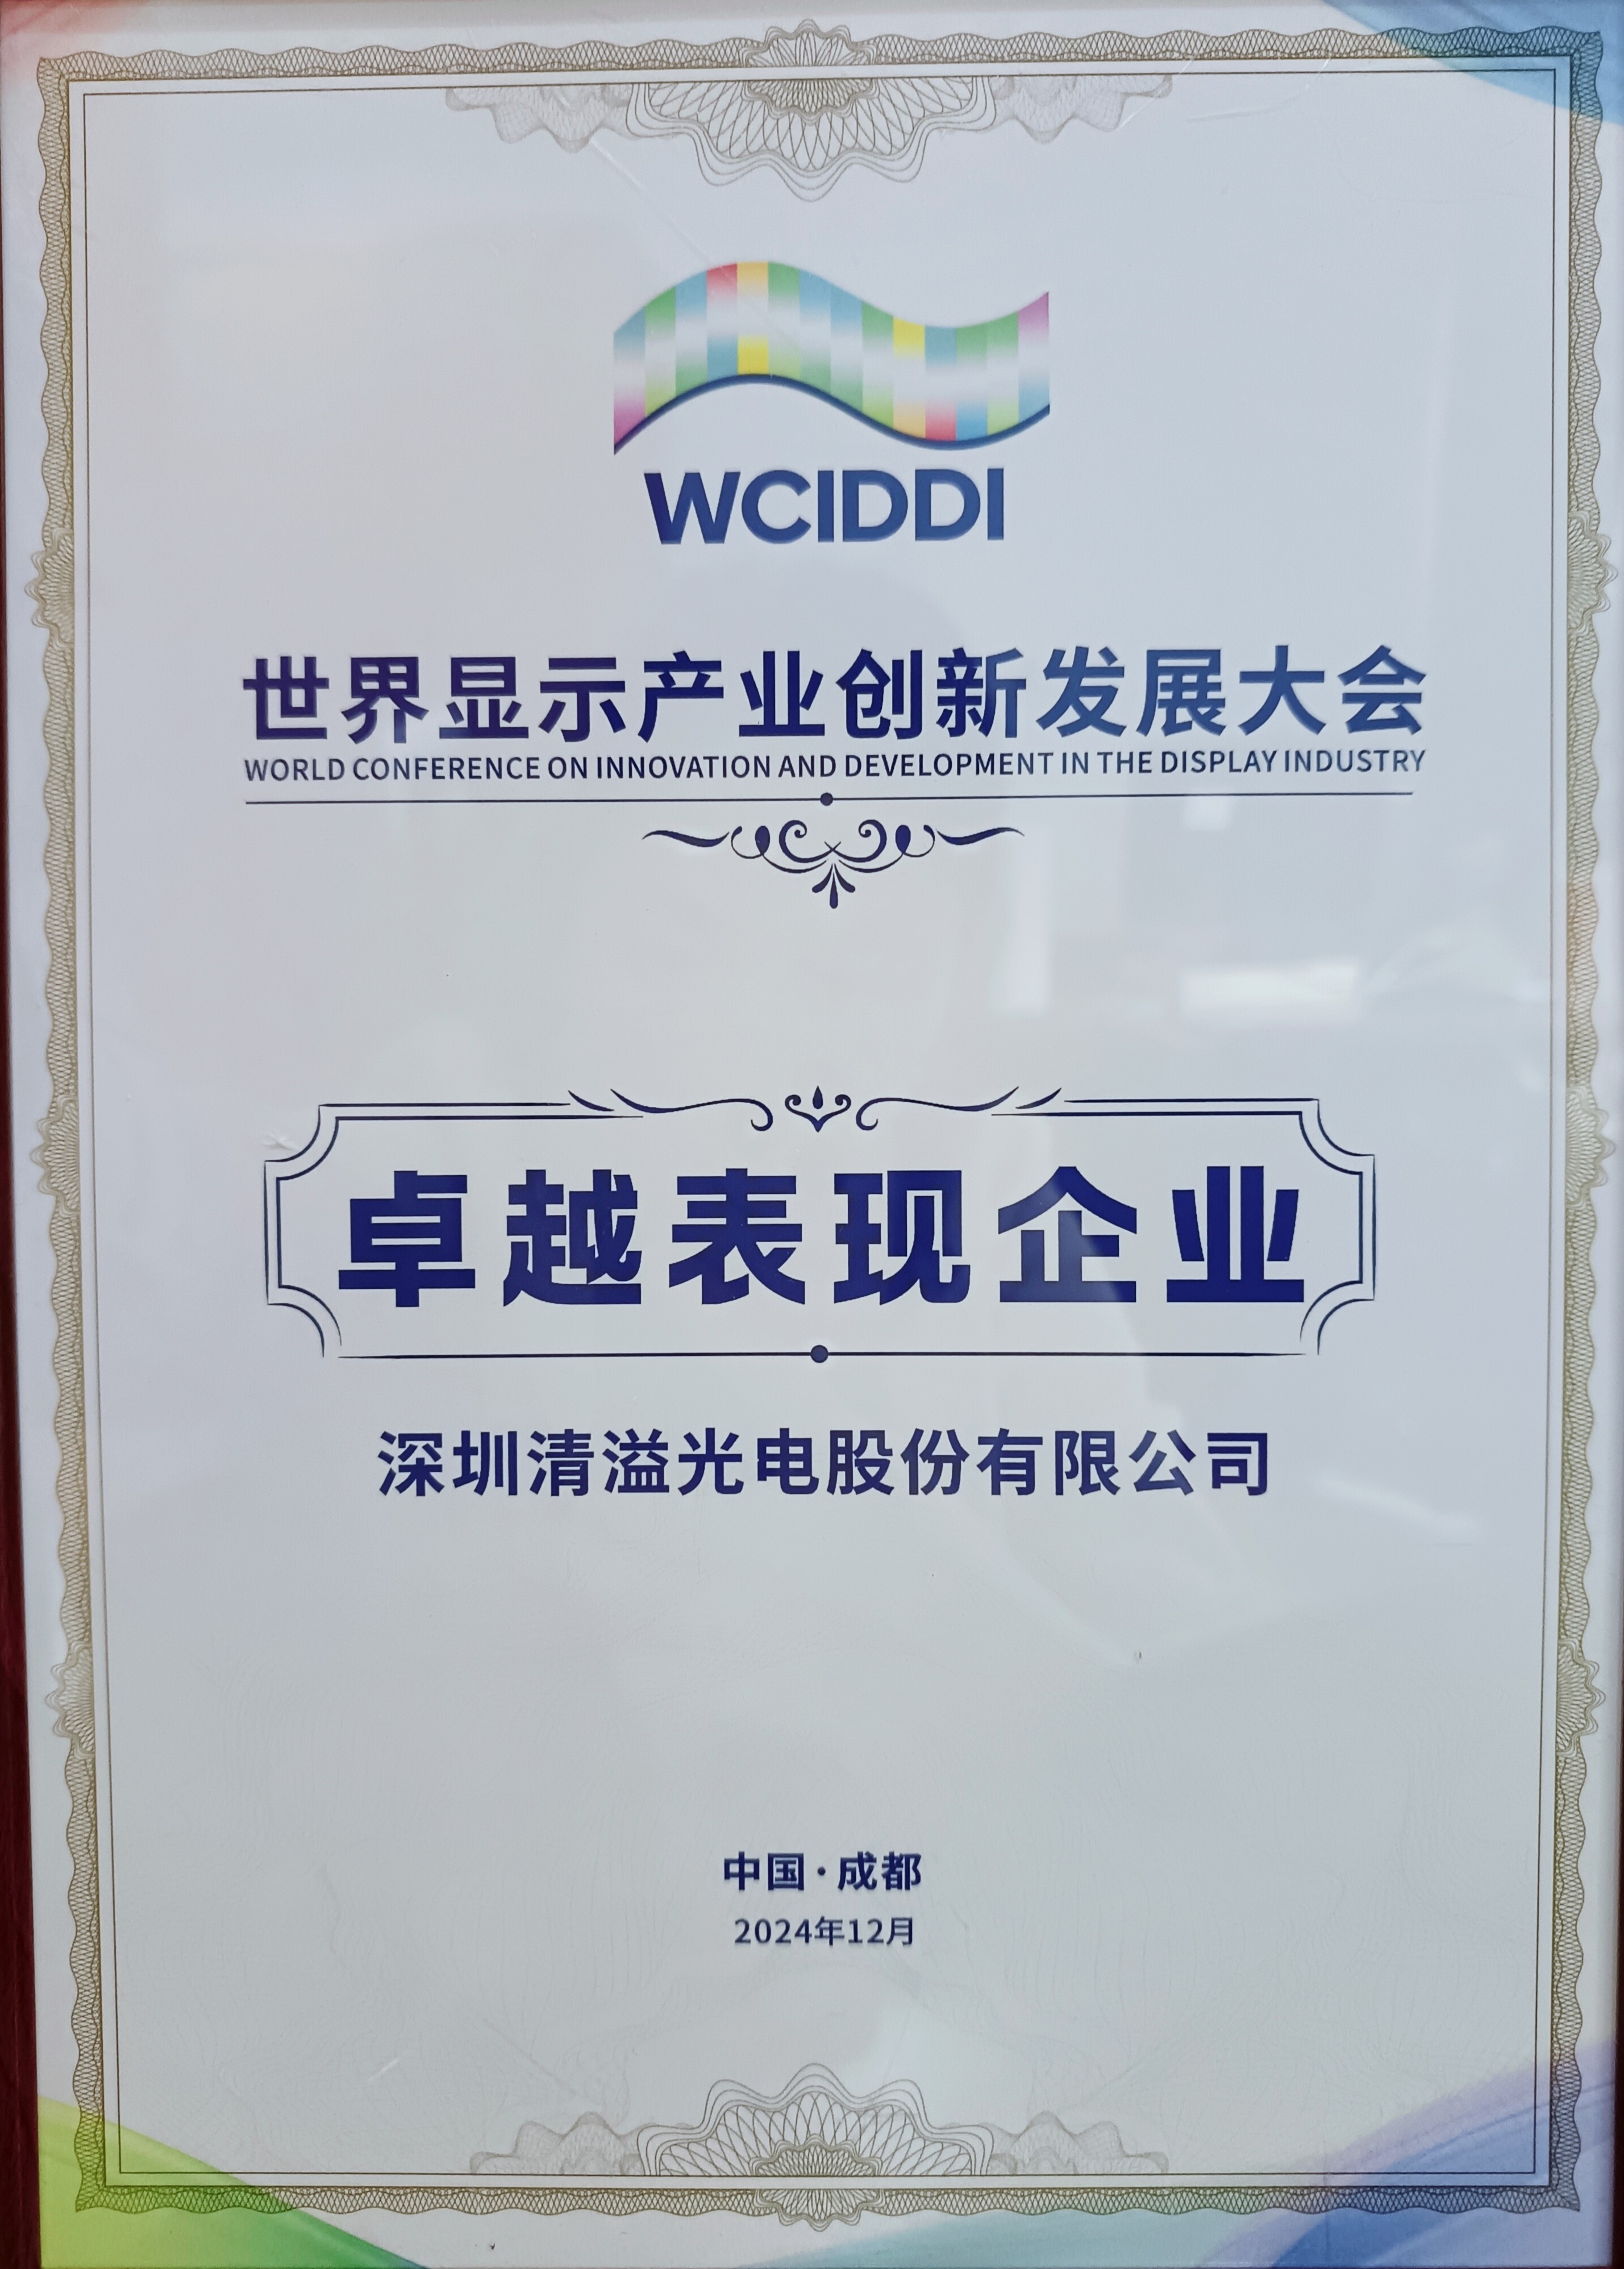 WCIDDI
世界显示产业创新发展大会
WORLD CONFERENCE ON INNOVATION AND DEVELOPMENT IN THE DISPLAY INDUSTRY
卓越表现企业
深圳清溢光电股份有限公司
中国·成都
2024年12月